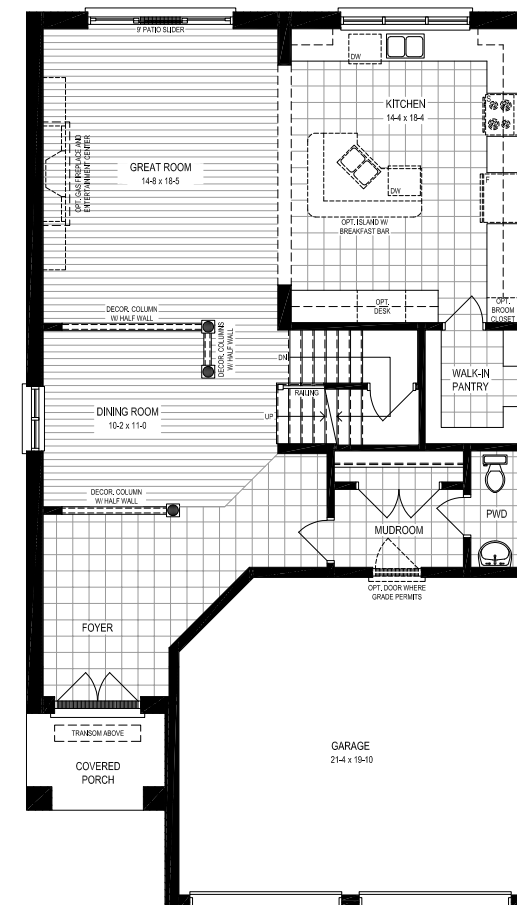 9' PATIO SLIDER
DW
KITCHEN
14-4 x 18-4
GREAT ROOM
14-8 x 18-5
OPT. GAS FIREPLACE AND
ENTERTAINMENT CENTER
DW
F
OPT. ISLAND W/
BREAKFAST BAR
OPT.
DESK
OPT.
BROOM
CLOSET
DECOR. COLUMN
W/ HALF WALL
DECOR. COLUMNS
W/ HALF WALL
DN
RAILING
UP
WALK-IN
PANTRY
DINING ROOM
10-2 x 11-0
DECOR. COLUMN
W/ HALF WALL
MUDROOM
PWD
OPT. DOOR WHERE
GRADE PERMITS
FOYER
TRANSOM ABOVE
COVERED
PORCH
GARAGE
21-4 x 19-10